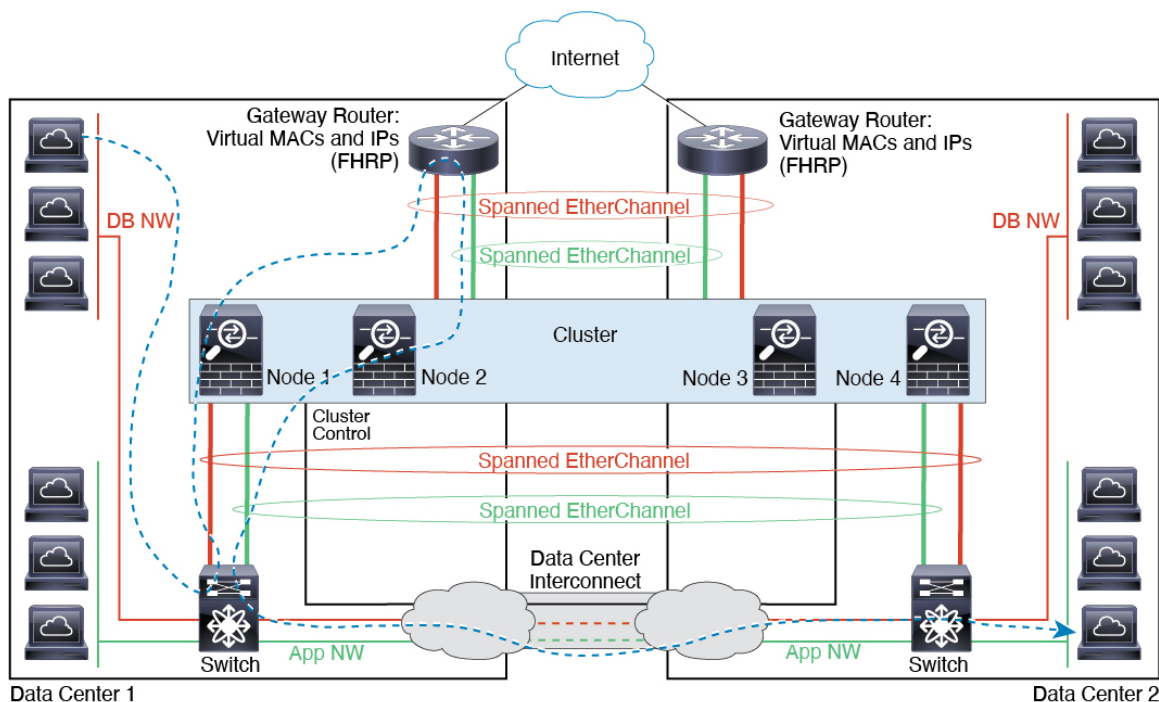 Internet
Gateway Router:
Virtual MACs and IPs
(FHRP)
Gateway Router:
Virtual MACs and IPs
(FHRP)
Spanned EtherChannel
DB NW
DB NW
Spanned EtherChannel
Cluster
Node 1
Node 2
Node 3
Node 4
Cluster
Control
Spanned EtherChannel
Spanned EtherChannel
Data Center
Interconnect
App NW
App NW
Switch
Switch
Data Center 1
Data Center 2